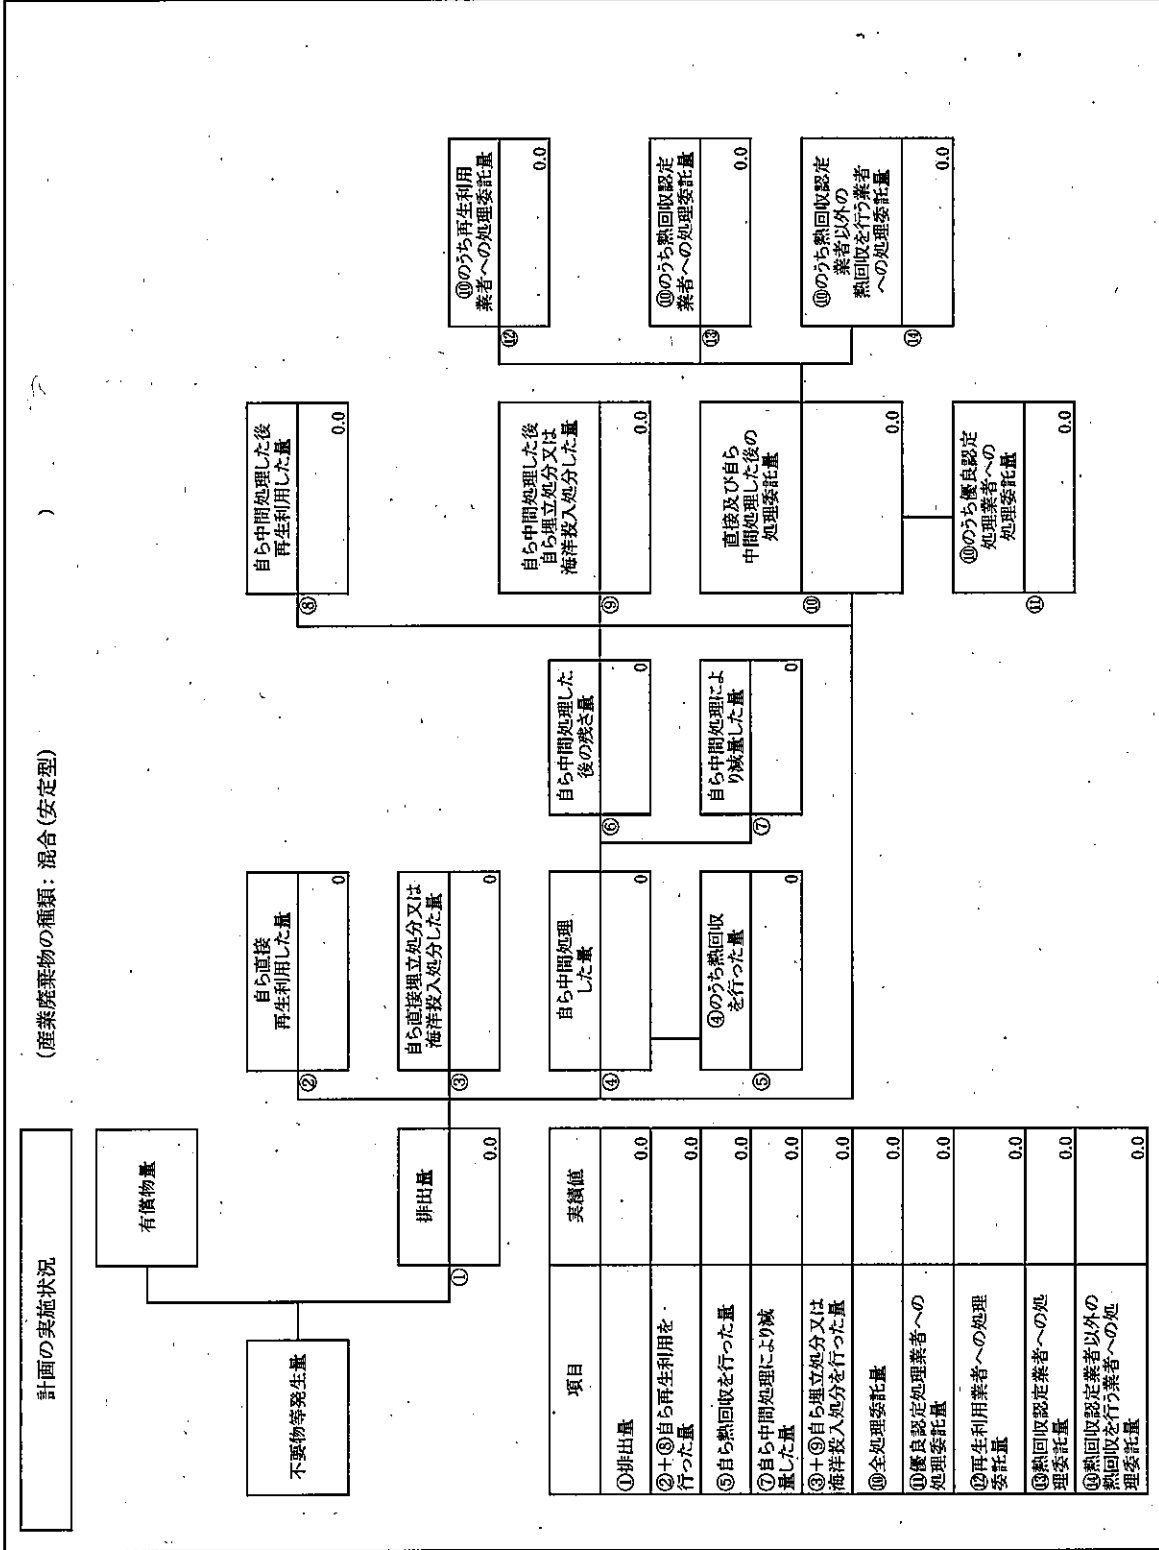 計画の実施状況
(産業廃棄物の種類：混合(安定型)
)
不要物等発生量
有償物量
①
排出量
0.0
②
自ら直接
再生利用した量
0
③
自ら直接埋立処分又は
海洋投入処分した量
0
④
自ら中間処理
した量
0
⑤
④のうち熱回収
を行った量
0
⑥
自ら中間処理した
後の残さ量
0
⑦
自ら中間処理によ
り減量した量
0
⑧
自ら中間処理した後
再生利用した量
0.0
⑨
自ら中間処理した後
自ら埋立処分又は
海洋投入処分した量
0.0
⑩
直接及び自ら
中間処理した後の
処理委託量
0.0
⑪
⑩のうち優良認定
処理業者への
処理委託量
0.0
⑫
⑩のうち再生利用
業者への処理委託量
0.0
⑬
⑩のうち熱回収認定
業者への処理委託量
0.0
⑭
⑩のうち熱回収認定
業者以外の
熱回収を行う業者
への処理委託量
0.0
項目 実績値
①排出量 0.0
②+⑧自ら再生利用を
行った量 0.0
⑤自ら熱回収を行った量 0.0
⑦自ら中間処理により減
量した量 0.0
③+⑨自ら埋立処分又は
海洋投入処分を行った量 0.0
⑩全処理委託量 0.0
⑪優良認定処理業者への
処理委託量 0.0
⑫再生利用業者への処理
委託量 0.0
⑬熱回収認定業者への処
理委託量 0.0
⑭熱回収認定業者以外の
熱回収を行う業者への処
理委託量 0.0